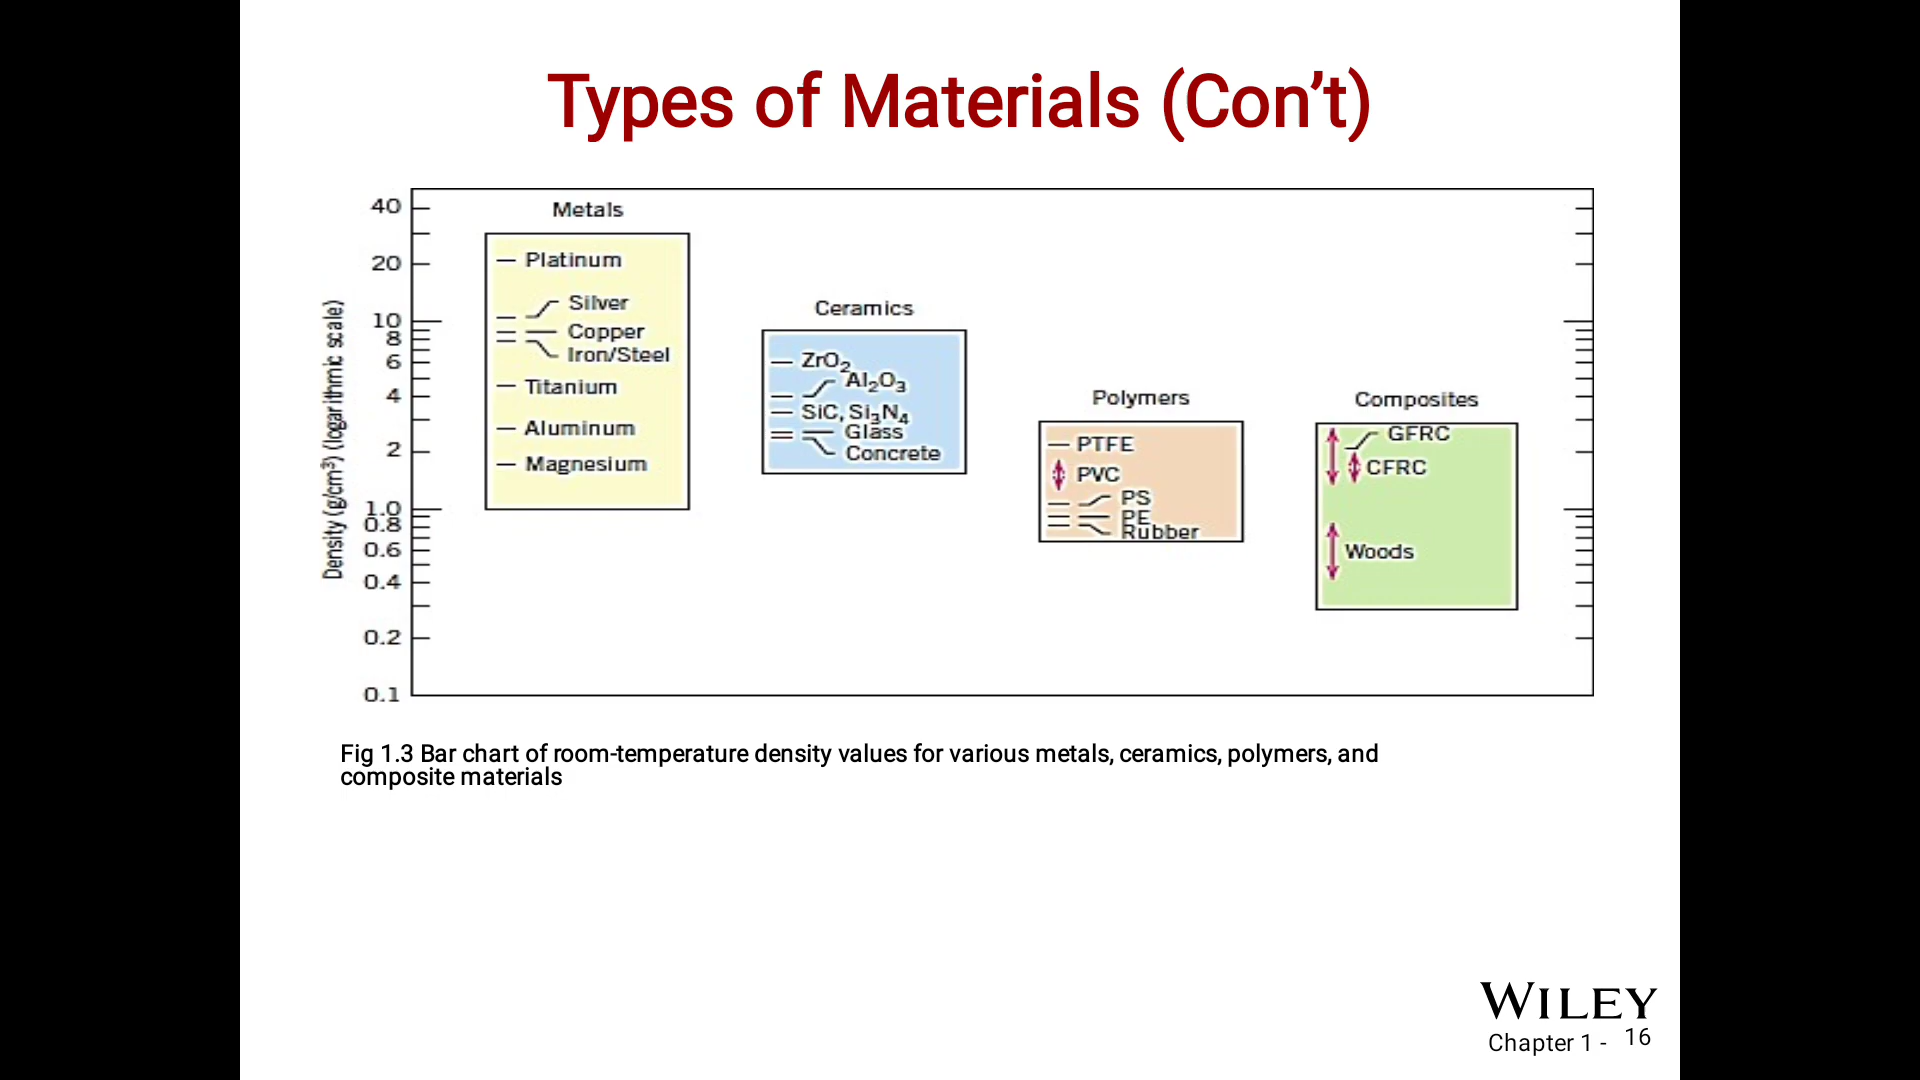 Types of Materials (Con’t)
Density (g/cm³) (logarithmic scale)
40
20
10
8
6
4
2
1.0
0.8
0.6
0.4
0.2
0.1
Metals
Platinum
Silver
Copper
Iron/Steel
Titanium
Aluminum
Magnesium
Ceramics
ZrO₂
Al₂O₃
SiC, Si₃N₄
Glass
Concrete
Polymers
PTFE
PVC
PS
PE
Rubber
Composites
GFRC
CFRC
Woods
Fig 1.3 Bar chart of room-temperature density values for various metals, ceramics, polymers, and
composite materials
WILEY
Chapter 1 - 16